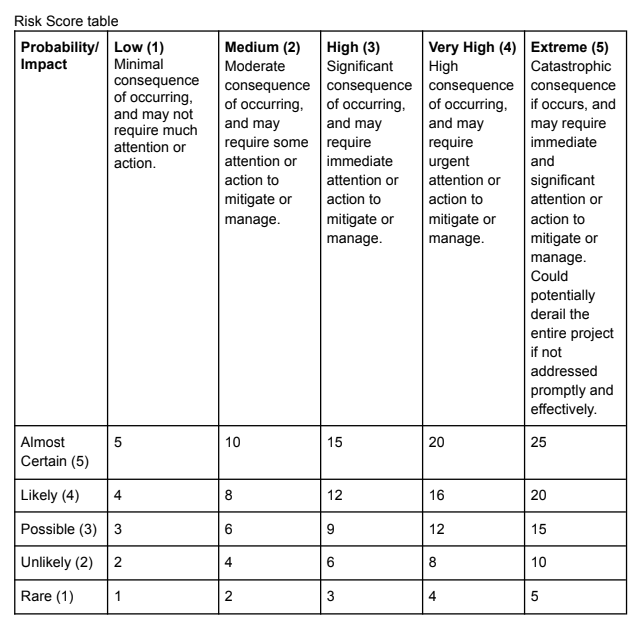 Risk Score table
Probability/
Impact
Low (1)
Minimal
consequence
of occurring,
and may not
require much
attention or
action.
Medium (2)
Moderate
consequence
of occurring,
and may
require some
attention or
action to
mitigate or
manage.
High (3)
Significant
consequence
of occurring,
and may
require
immediate
attention or
action to
mitigate or
manage.
Very High (4)
High
consequence
of occurring,
and may
require
urgent
attention or
action to
mitigate or
manage.
Extreme (5)
Catastrophic
consequence
if occurs, and
may require
immediate
and
significant
attention or
action to
mitigate or
manage.
Could
potentially
derail the
entire project
if not
addressed
promptly and
effectively.
Almost
Certain (5)
5
10
15
20
25
Likely (4)
4
8
12
16
20
Possible (3)
3
6
9
12
15
Unlikely (2)
2
4
6
8
10
Rare (1)
1
2
3
4
5